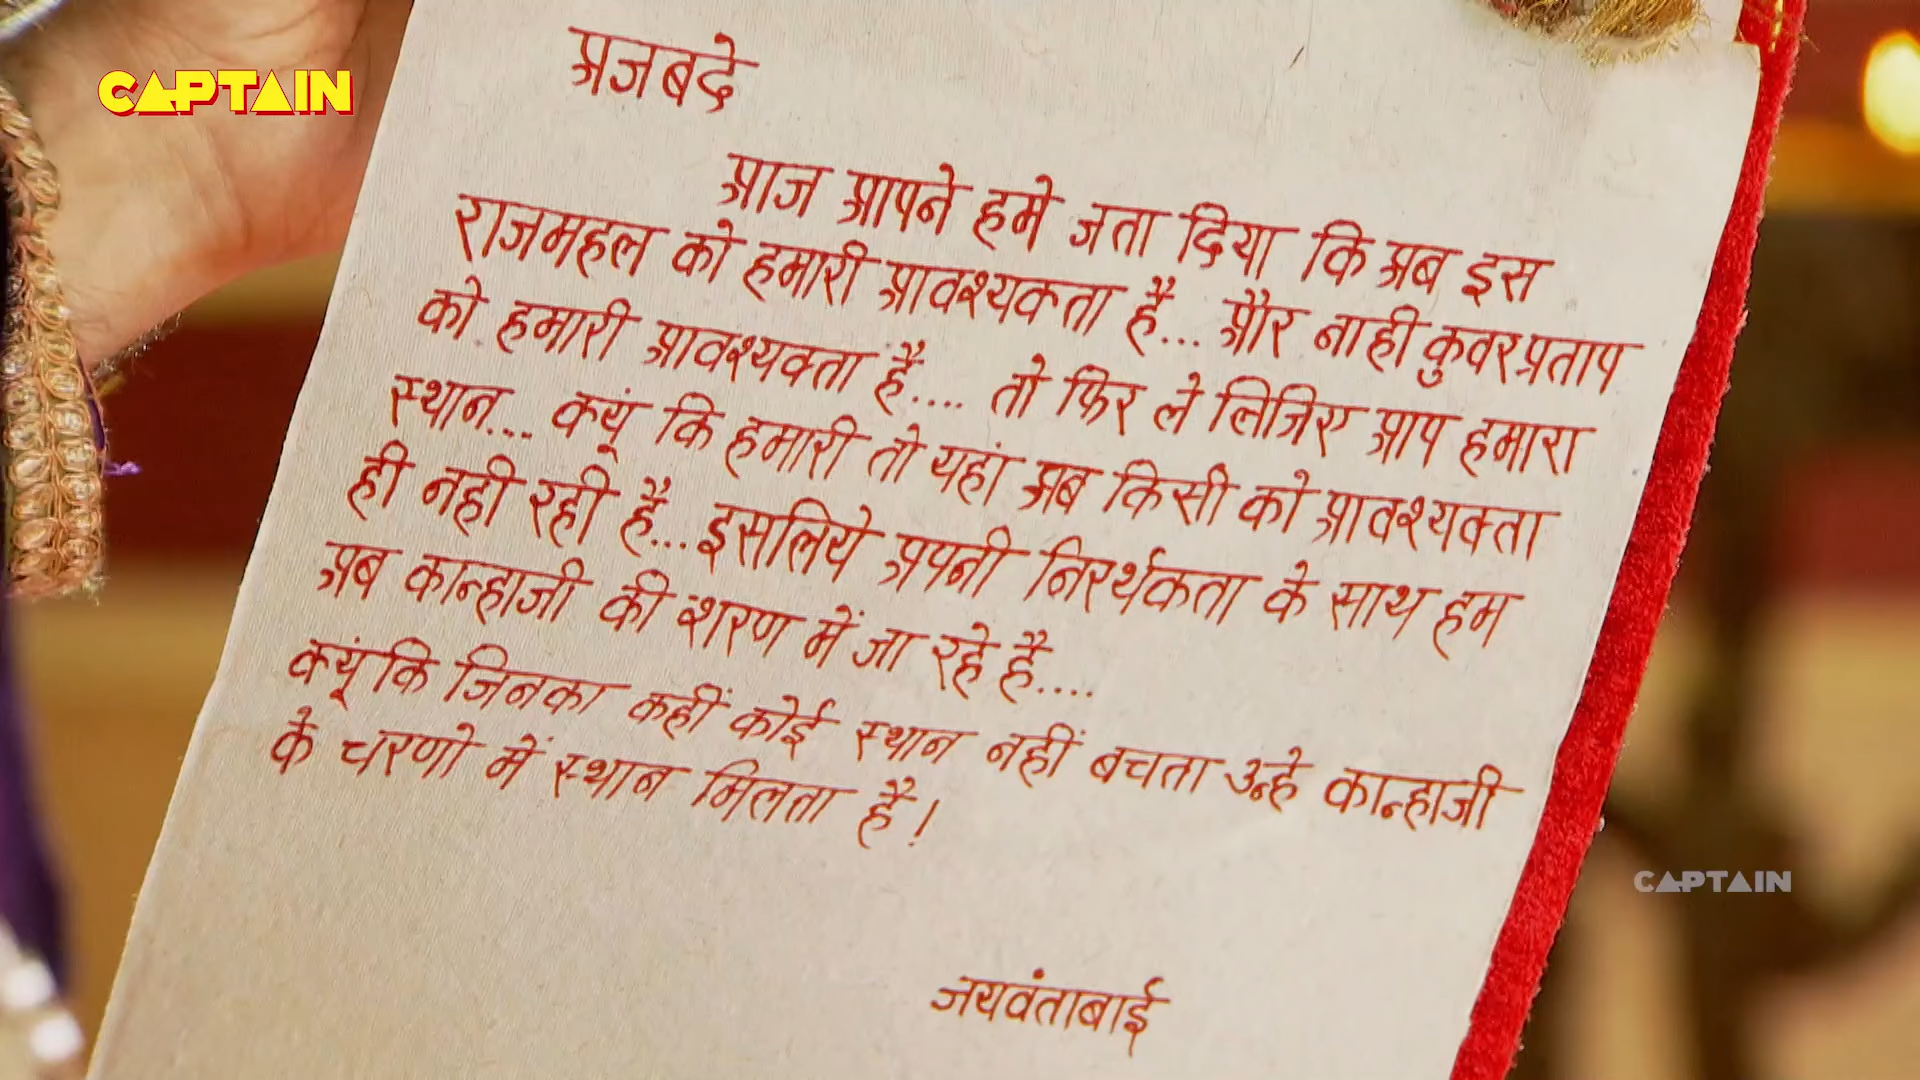 CAPTAIN
अजबदे
आज आपने हमे जता दिया कि अब इस
राजमहल को हमारी आवश्यकता है... और नाही कुवरप्रताप
को हमारी आवश्यक्ता है.... तो फिर ले लिजिए आप हमारा
स्थान... क्यूं कि हमारी तो यहां अब किसी को आवश्यक्ता
ही नही रही है... इसलिये अपनी निरर्थकता के साथ हम
अब कान्हाजी की शरण में जा रहे है....
क्यूंकि जिनका कहीं कोई स्थान नहीं बचता उन्हे कान्हाजी
के चरणो में स्थान मिलता है!
CAPTAIN
जयवंताबाई